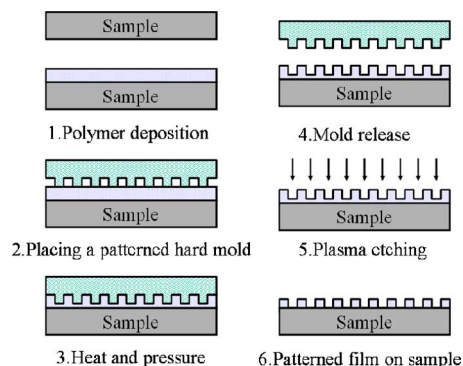 Sample
Sample
1.Polymer deposition
Sample
2.Placing a patterned hard mold
Sample
3.Heat and pressure
Sample
4.Mold release
Sample
5.Plasma etching
Sample
6.Patterned film on sample